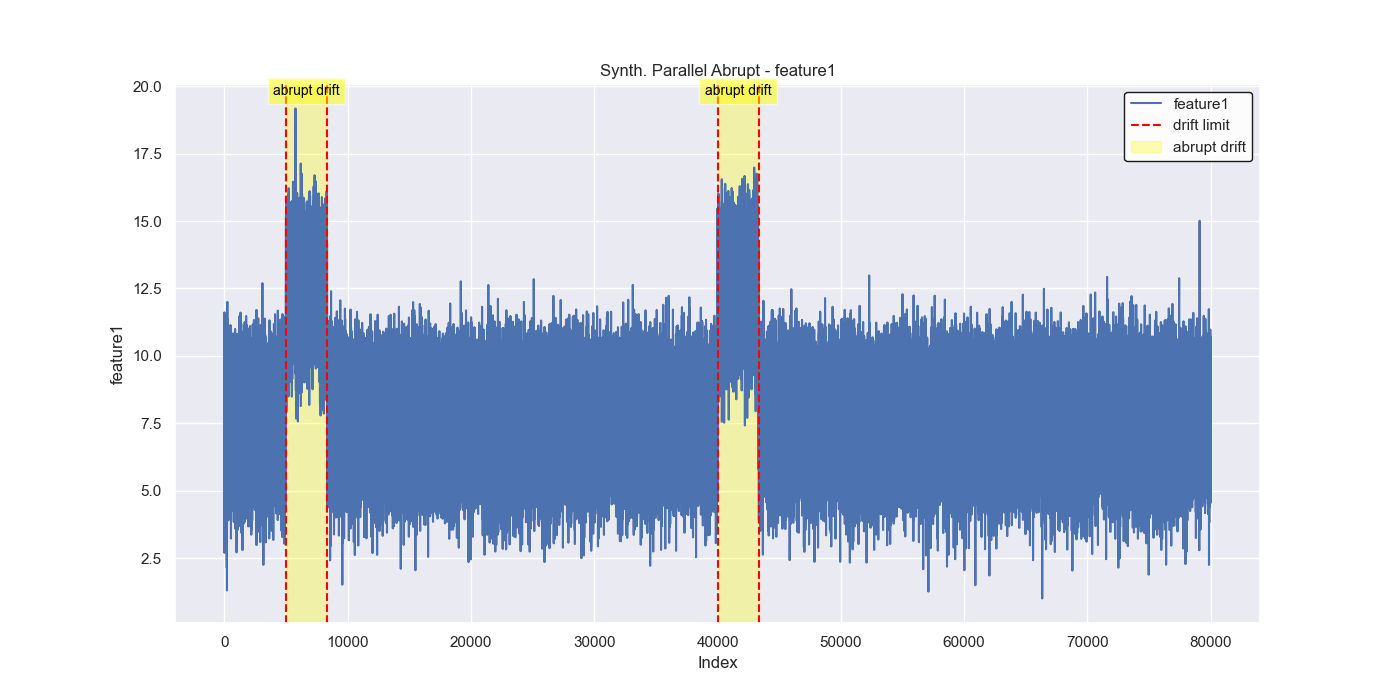 Synth. Parallel Abrupt - feature1
abrupt drift
abrupt drift
feature1
drift limit
abrupt drift
20.0
17.5
15.0
12.5
10.0
7.5
5.0
2.5
feature1
0
10000
20000
30000
40000
50000
60000
70000
80000
Index